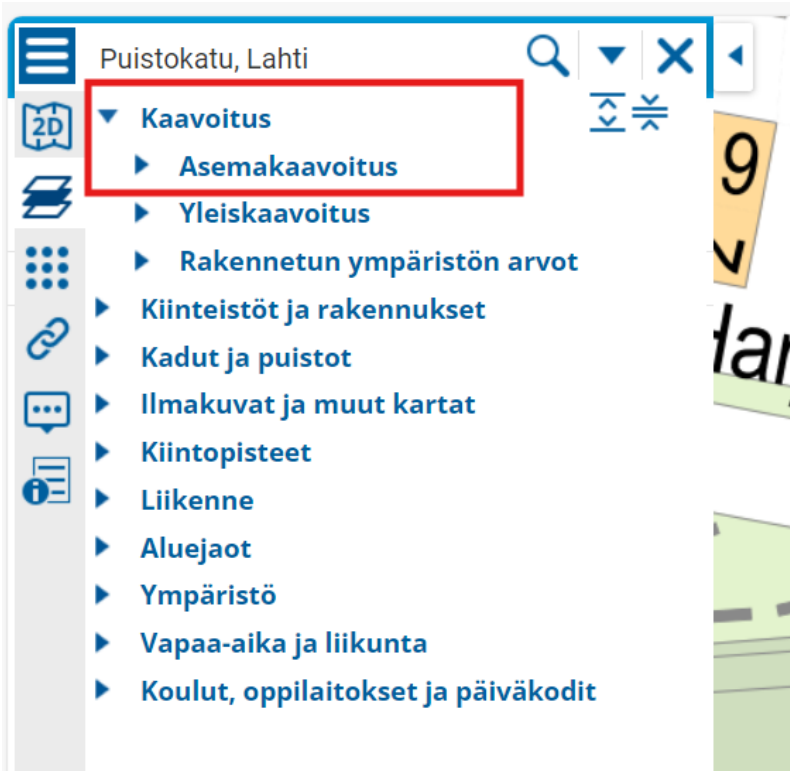 Puistokatu, Lahti
2D
Kaavoitus
Asemakaavoitus
Yleiskaavoitus
Rakennetun ympäristön arvot
Kiinteistöt ja rakennukset
Kadut ja puistot
Ilmakuvat ja muut kartat
Kiintopisteet
Liikenne
Aluejaot
Ympäristö
Vapaa-aika ja liikunta
Koulut, oppilaitokset ja päiväkodit
9